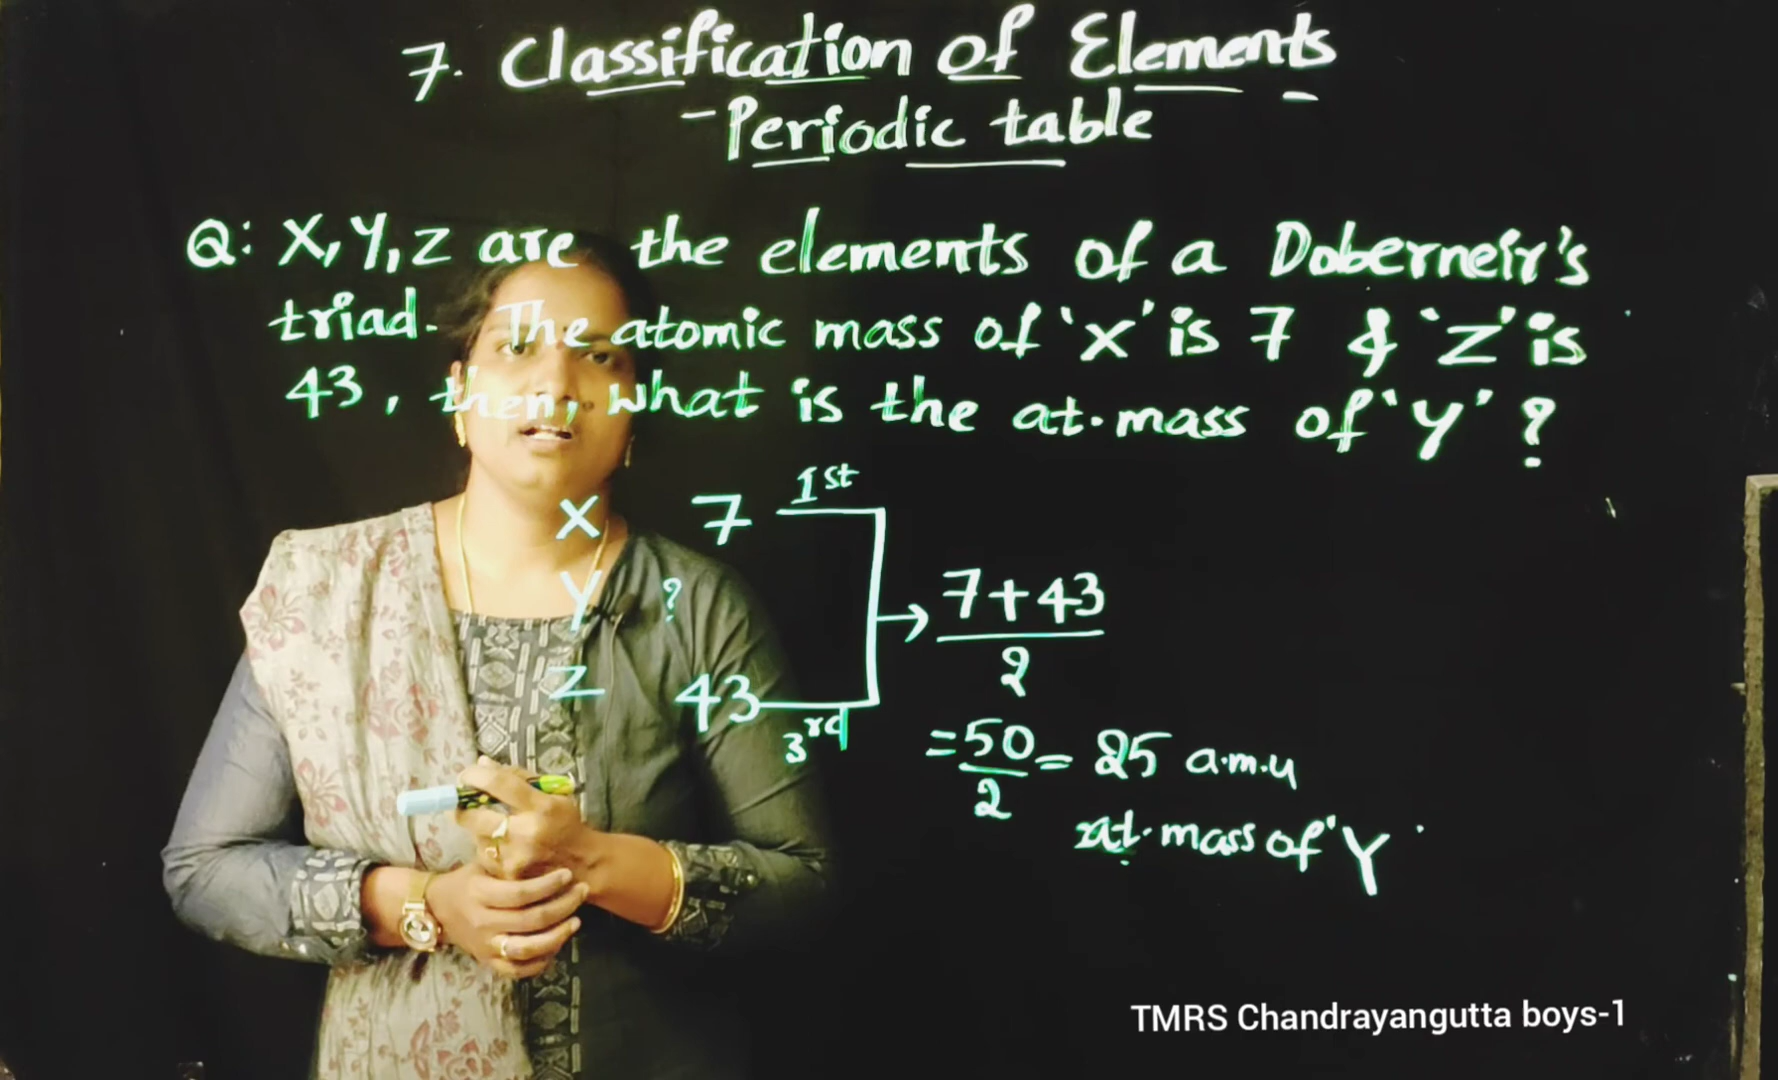 7. Classification of Elements
- Periodic table
Q: X, Y, Z are the elements of a Doberneir's
triad. The atomic mass of 'X' is 7 & 'Z' is
43, then, what is the at. mass of 'Y' ?
X 7 1st
Y ?
Z 43 3rd
→ 7+43
2
= 50/2 = 25 a.m.u
at. mass of 'Y'
TMRS Chandrayangutta boys-1